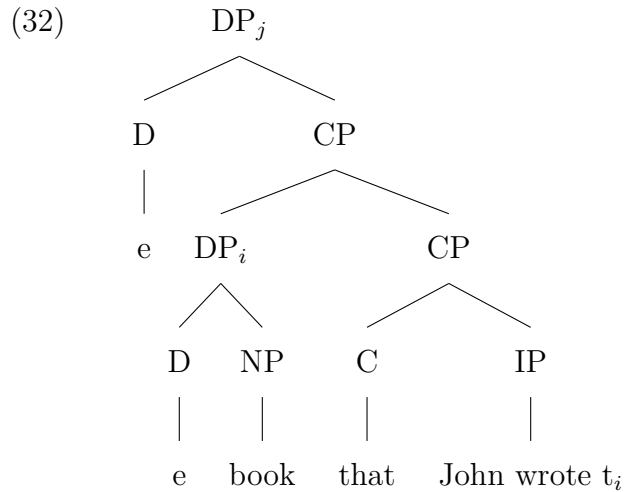 (32) DP_j
D CP
e DP_i CP
D NP C IP
e book that John wrote t_i